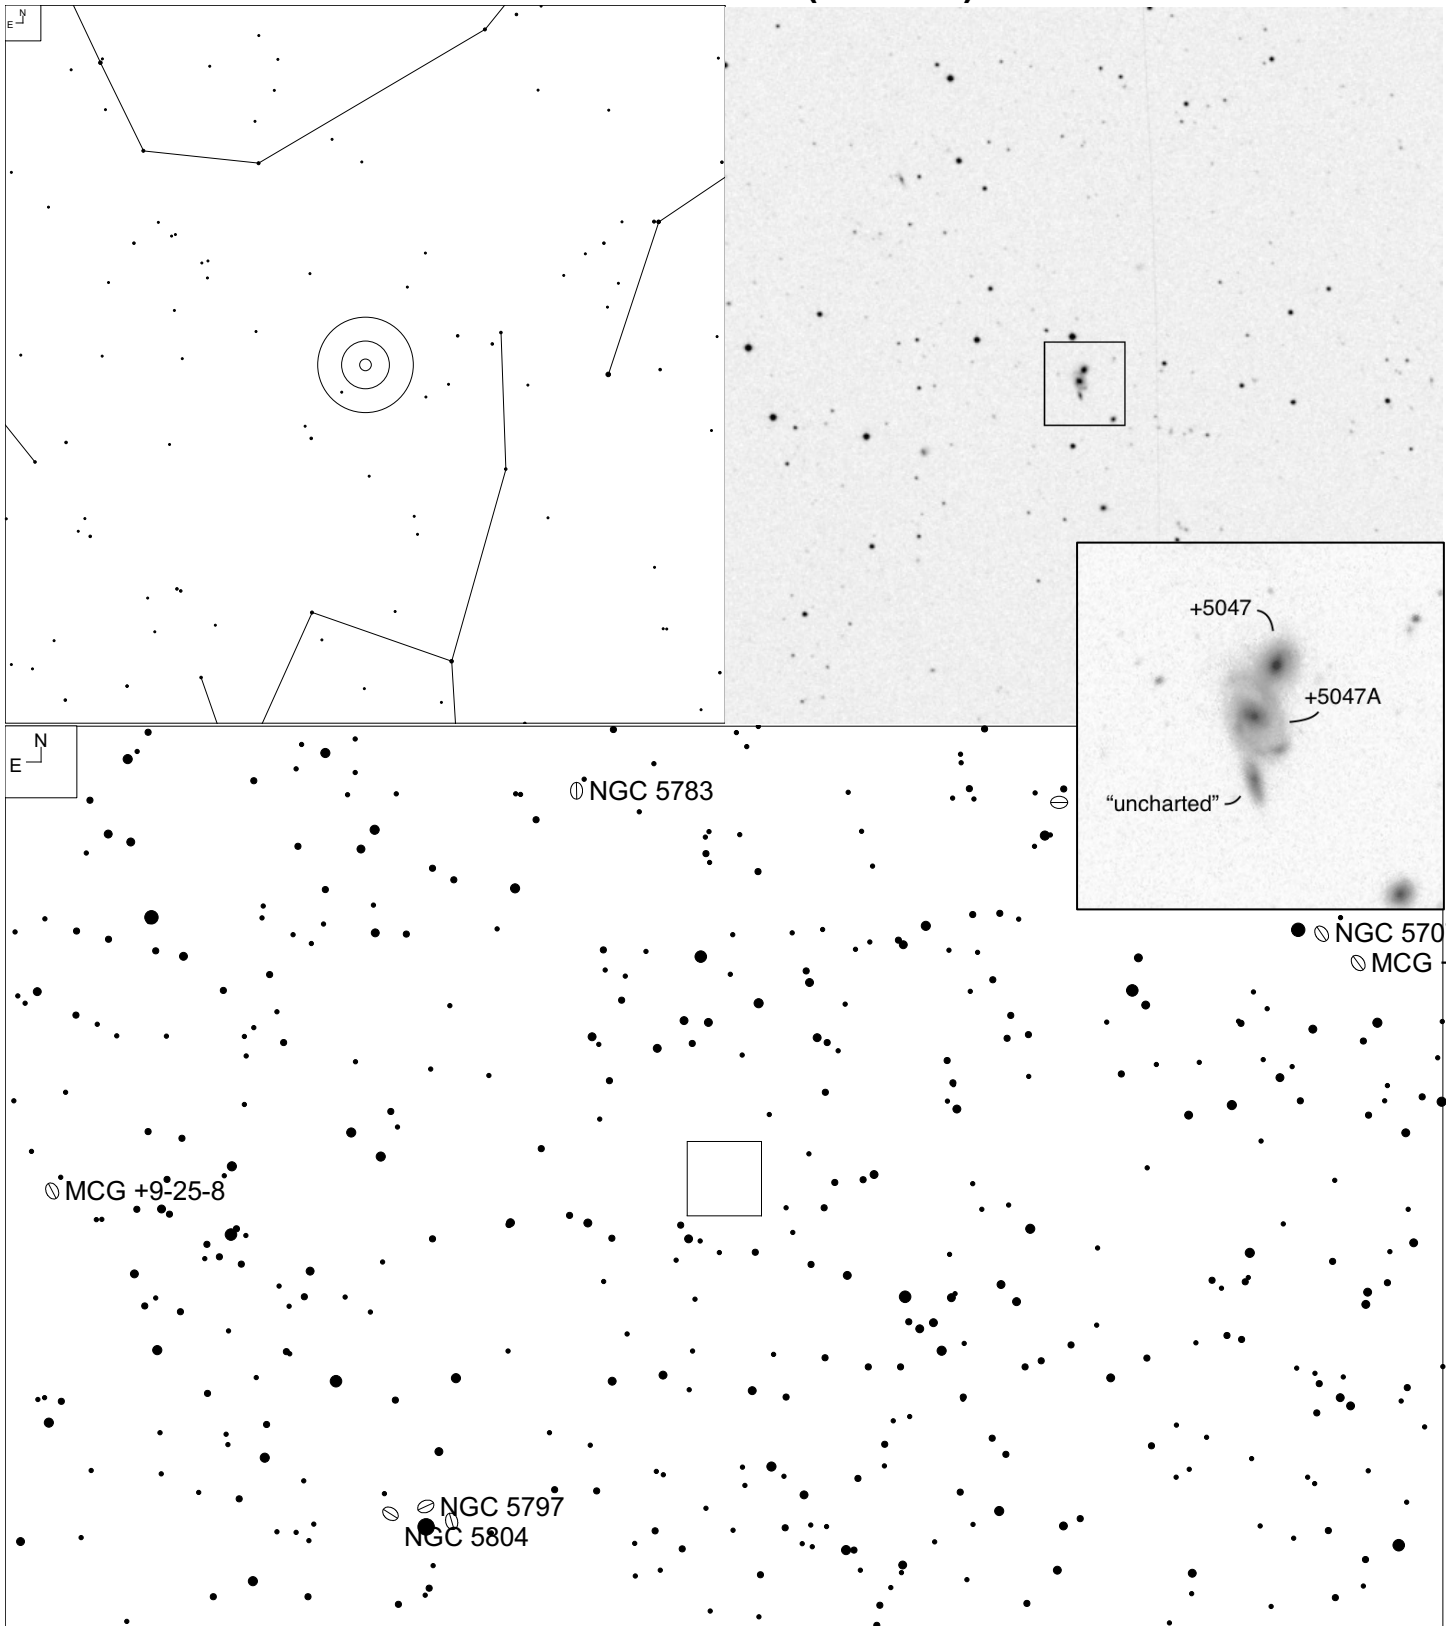 N
E
+5047
+5047A
"uncharted"
N
E
NGC 5783
NGC 570
MCG -
MCG +9-25-8
NGC 5797
NGC 5804